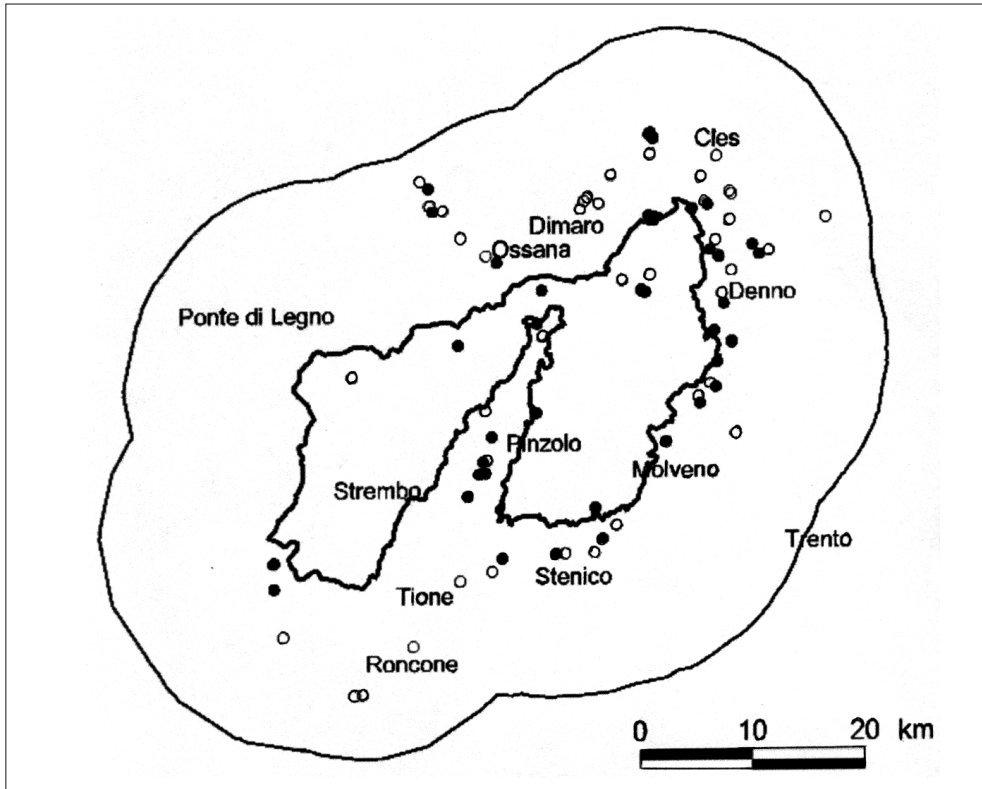 Cles
Dimaro
Ossana
Denno
Ponte di Legno
Pinzolo
Molveno
Strembo
Trento
Stenico
Tione
Roncone
0 10 20 km